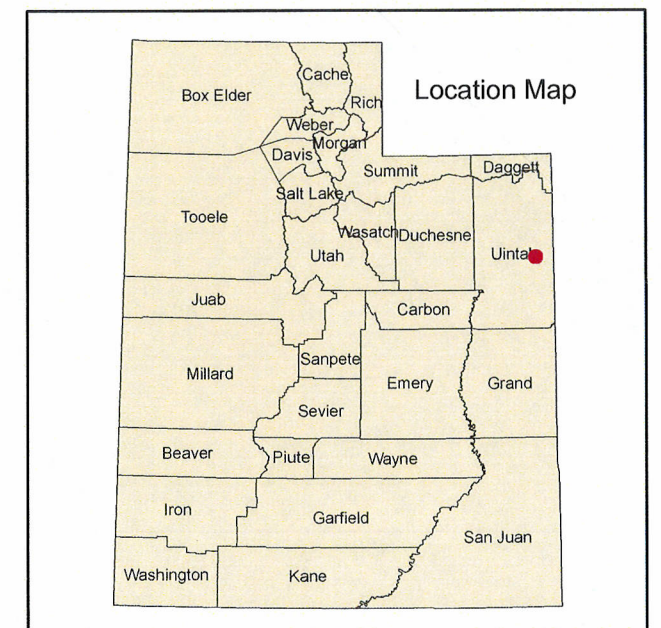 Location Map
Box Elder
Cache
Rich
Weber
Morgan
Davis
Summit
Daggett
Salt Lake
Tooele
Wasatch
Duchesne
Utah
Uintah
Juab
Carbon
Sanpete
Millard
Emery
Grand
Sevier
Beaver
Piute
Wayne
Iron
Garfield
San Juan
Washington
Kane